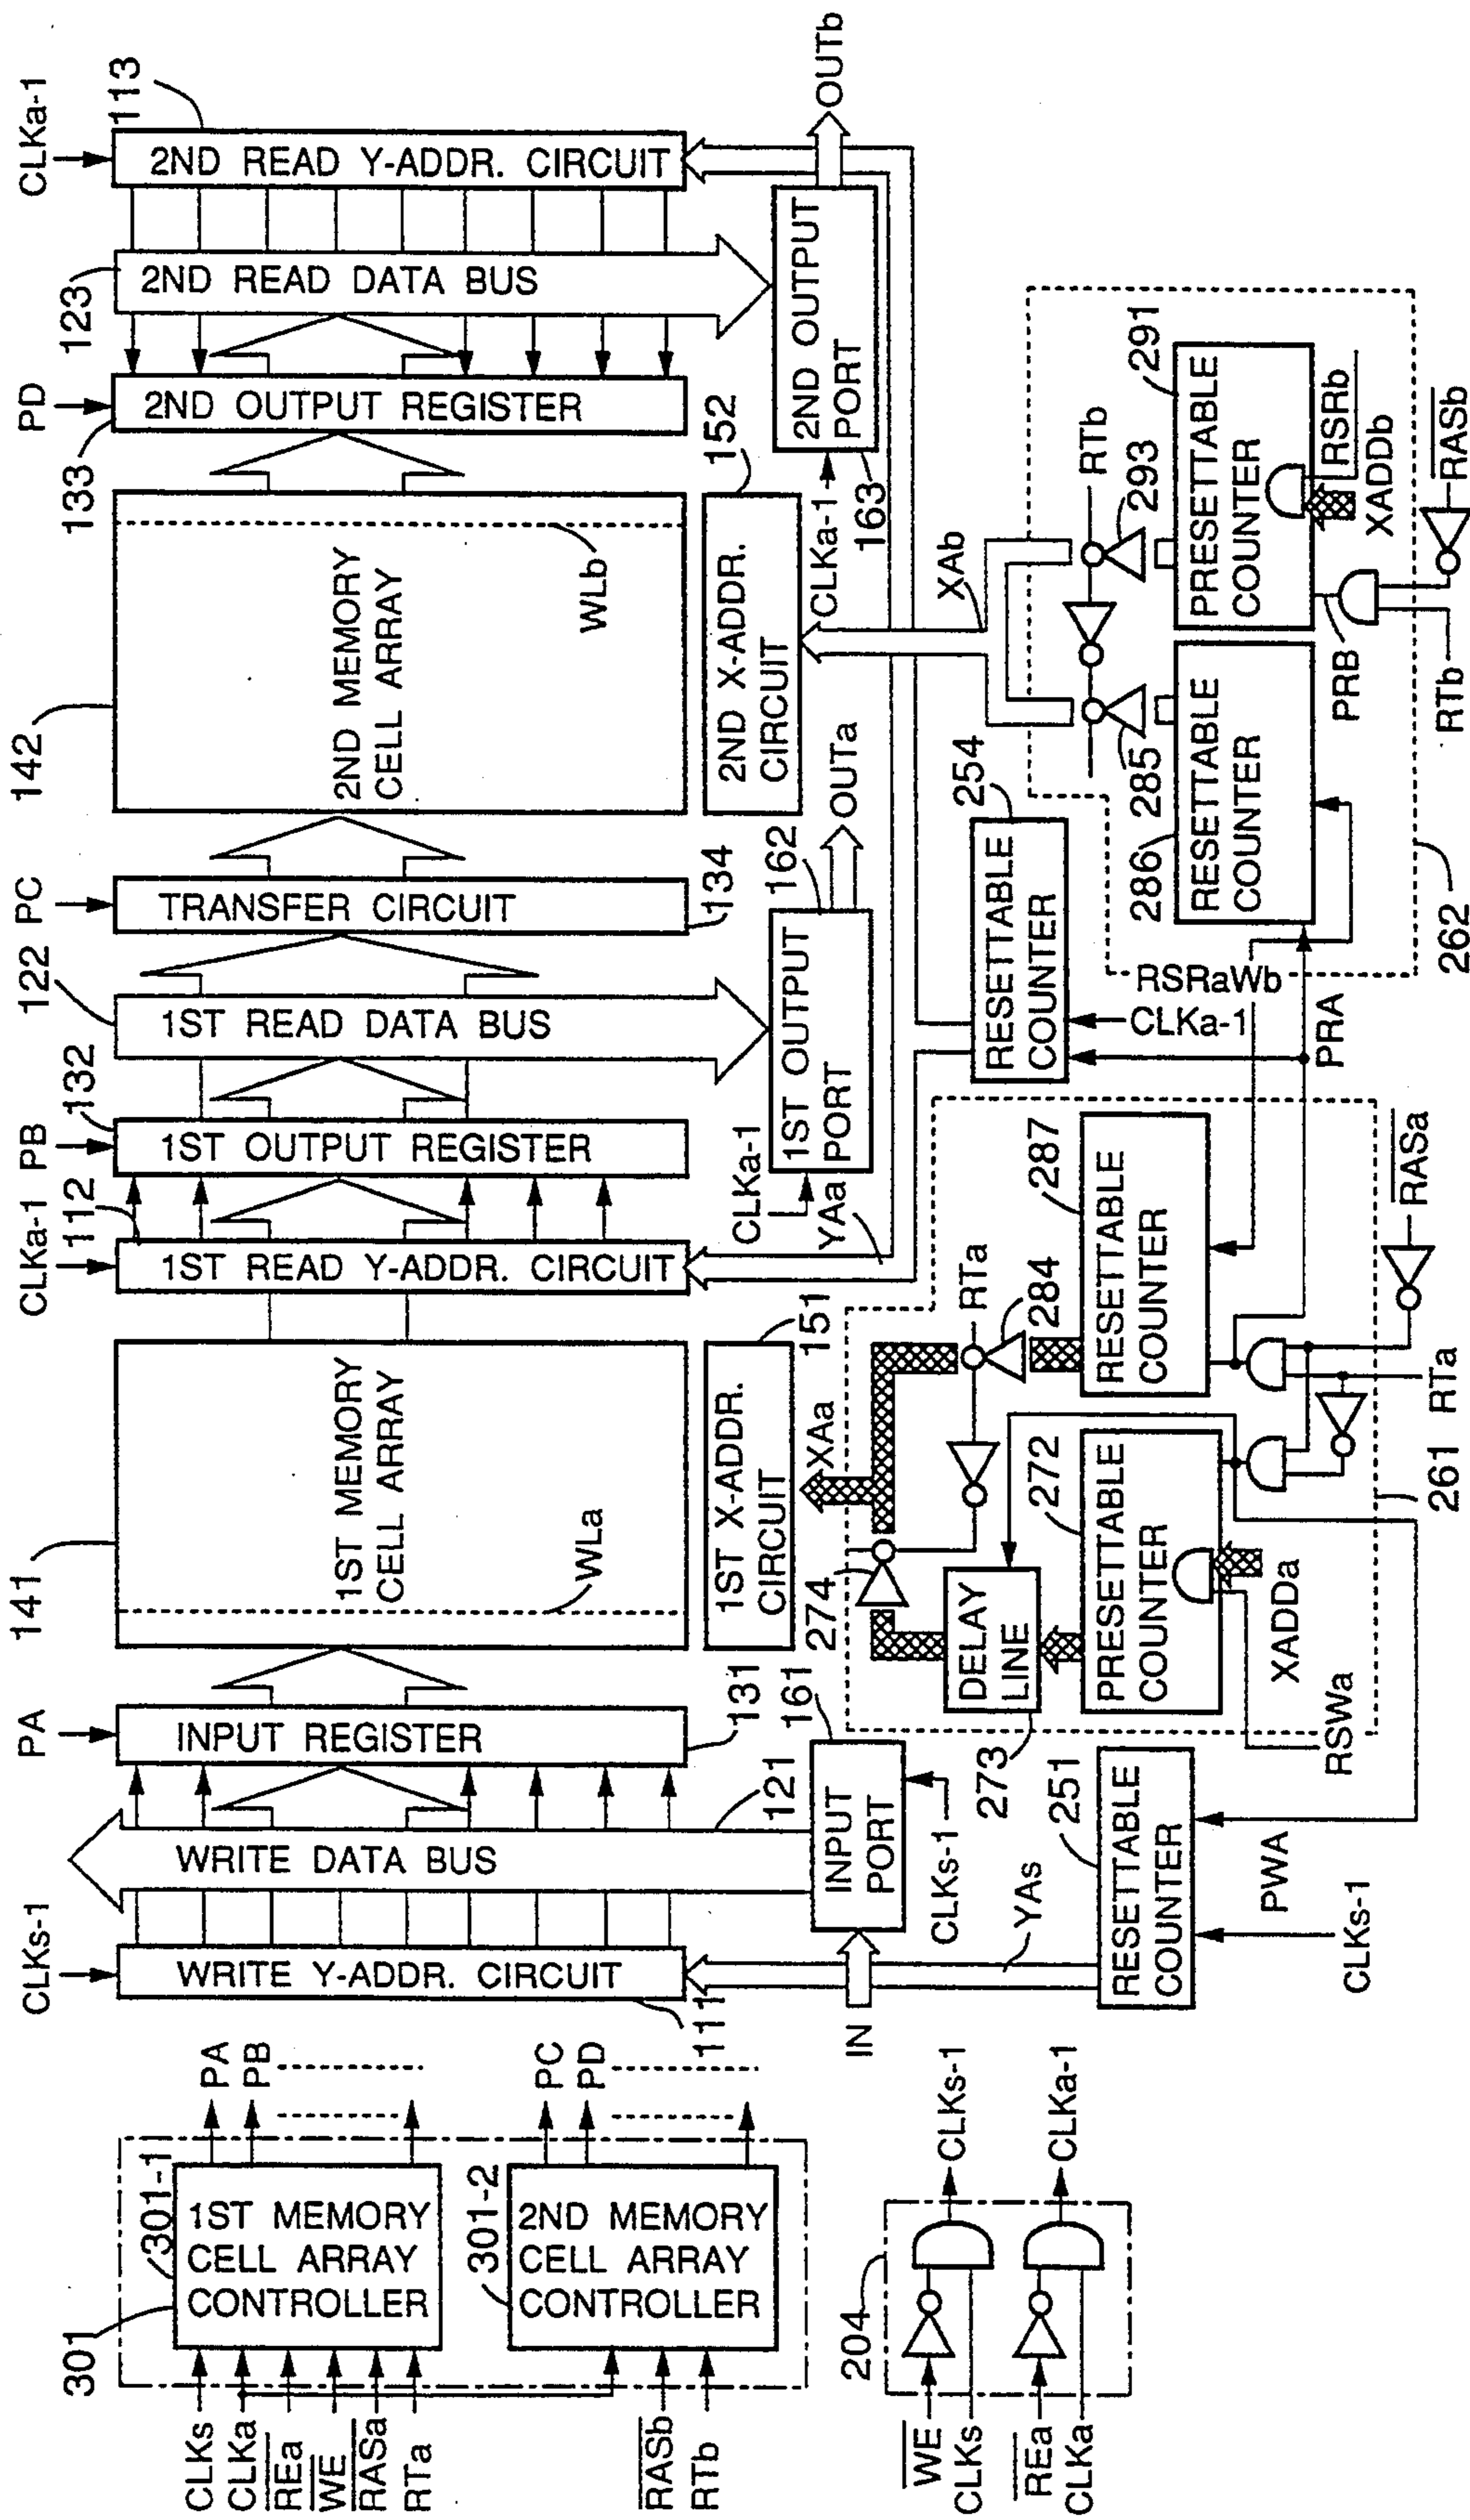 301
CLKs
CLKa
REa
WE
RASa
RTa
301-1
1ST MEMORY
CELL ARRAY
CONTROLLER
PA
PB
RASb
RTb
301-2
2ND MEMORY
CELL ARRAY
CONTROLLER
PC
PD
204
WE
CLKs
CLKs-1
REa
CLKa
CLKa-1
CLKs-1
WRITE Y-ADDR. CIRCUIT
111
WRITE DATA BUS
121
PA
INPUT REGISTER
131
141
1ST MEMORY
CELL ARRAY
WLa
CLKa-1
112
1ST READ Y-ADDR. CIRCUIT
PB
132
1ST OUTPUT REGISTER
122
1ST READ DATA BUS
PC
TRANSFER CIRCUIT
134
142
2ND MEMORY
CELL ARRAY
WLb
133
PD
2ND OUTPUT REGISTER
123
2ND READ DATA BUS
CLKa-1
113
2ND READ Y-ADDR. CIRCUIT
IN
INPUT
PORT
161
CLKs-1
YAs
1ST X-ADDR.
CIRCUIT
151
XAa
CLKa-1
1ST OUTPUT
PORT
162
OUTa
YAa
2ND X-ADDR.
CIRCUIT
152
CLKa-1
2ND OUTPUT
PORT
163
OUTb
RESETTABLE
COUNTER
251
PWA
CLKs-1
274
DELAY
LINE
273
PRESETTABLE
COUNTER
272
XADDa
RSWa
RTa
284
RESETTABLE
COUNTER
287
RASa
RTa
261
RESETTABLE
COUNTER
254
CLKa-1
RSRaWb
PRA
XAb
RTb
293
285
286
RESETTABLE
COUNTER
PRESETTABLE
COUNTER
291
RSRb
XADDb
PRB
RASb
RTb
262